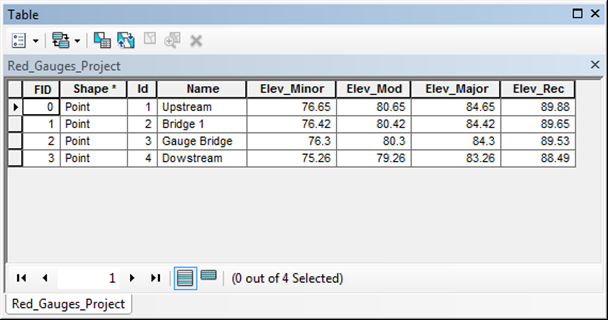 Table
Red_Gauges_Project
FID Shape * Id Name Elev_Minor Elev_Mod Elev_Major Elev_Rec
0 Point 1 Upstream 76.65 80.65 84.65 89.88
1 Point 2 Bridge 1 76.42 80.42 84.42 89.65
2 Point 3 Gauge Bridge 76.3 80.3 84.3 89.53
3 Point 4 Dowstream 75.26 79.26 83.26 88.49
1 (0 out of 4 Selected)
Red_Gauges_Project